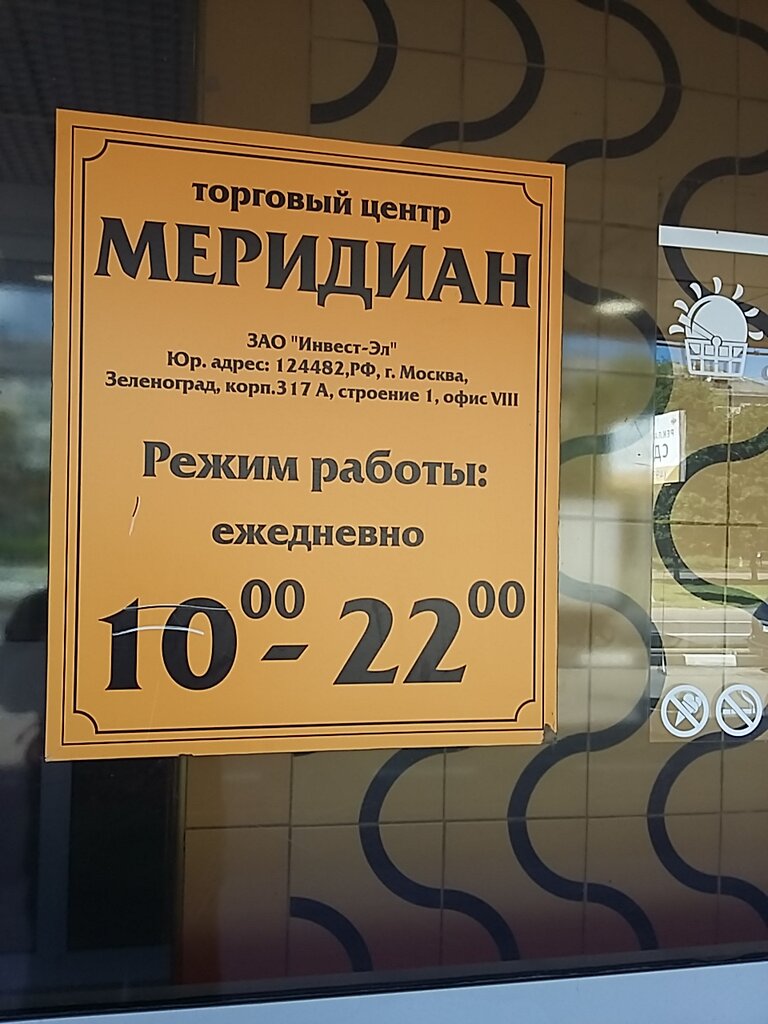 торговый центр
МЕРИДИАН
ЗАО "Инвест-Эл"
Юр. адрес: 124482,РФ, г. Москва,
Зеленоград, корп.317 А, строение 1, офис VIII
Режим работы:
ежедневно
10⁰⁰ - 22⁰⁰